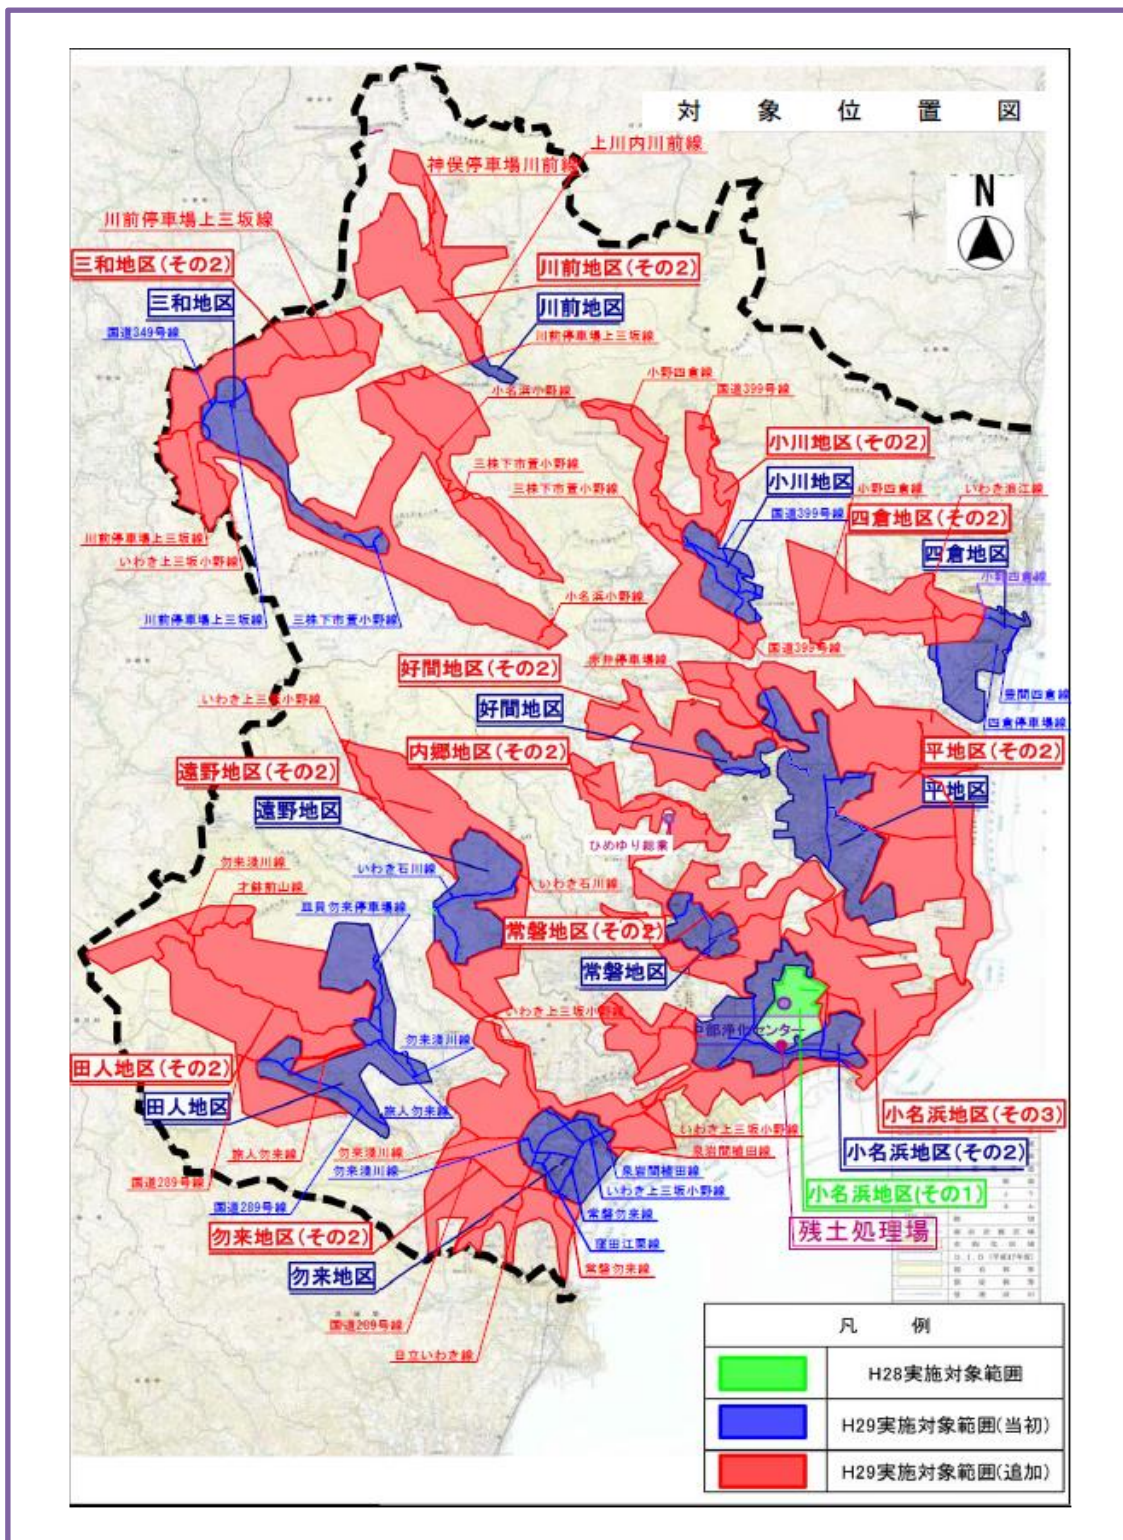 対象位置図
N
神俣停車場川前線
上川内川前線
川前停車場上三坂線
三和地区(その2)
川前地区(その2)
三和地区
川前地区
国道349号線
川前停車場上三坂線
小野四倉線
国道399号線
小名浜小野線
小川地区(その2)
三株下市萱小野線
小川地区
小野四倉線
いわき浪江線
三株下市萱小野線
国道399号線
四倉地区(その2)
川前停車場上三坂線
四倉地区
いわき上三坂小野線
小野四倉線
小名浜小野線
川前停車場上三坂線
三株下市萱小野線
国道399号線
好間地区(その2)
赤井停車場線
いわき上三坂小野線
豊間四倉線
好間地区
四倉停車場線
内郷地区(その2)
平地区(その2)
遠野地区(その2)
平地区
遠野地区
ひめゆり総業
勿来浅川線
いわき石川線
才鉢前山線
いわき石川線
皿貝勿来停車場線
常磐地区(その2)
常磐地区
いわき上三坂小野線
中部浄化センター
勿来浅川線
田人地区(その2)
田人地区
旅人勿来線
小名浜地区(その3)
いわき上三坂小野線
旅人勿来線
勿来浅川線
泉岩間植田線
小名浜地区(その2)
勿来浅川線
泉岩間植田線
国道289号線
いわき上三坂小野線
小名浜地区(その1)
国道289号線
常磐勿来線
勿来地区(その2)
残土処理場
窪田江栗線
勿来地区
常磐勿来線
国道289号線
日立いわき線
凡例
H28実施対象範囲
H29実施対象範囲(当初)
H29実施対象範囲(追加)